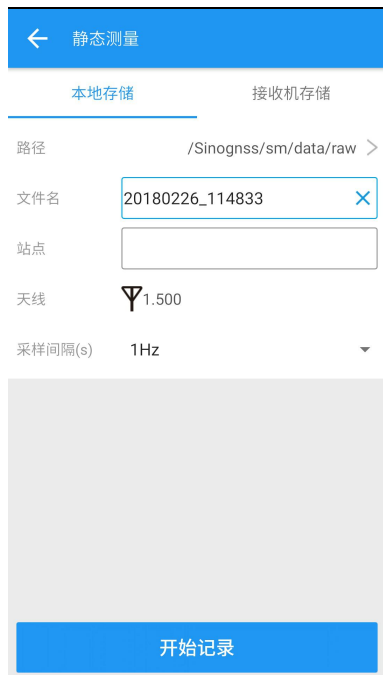 静态测量
本地存储 接收机存储
路径 /Sinognss/sm/data/raw
文件名 20180226_114833
站点
天线 1.500
采样间隔(s) 1Hz
开始记录